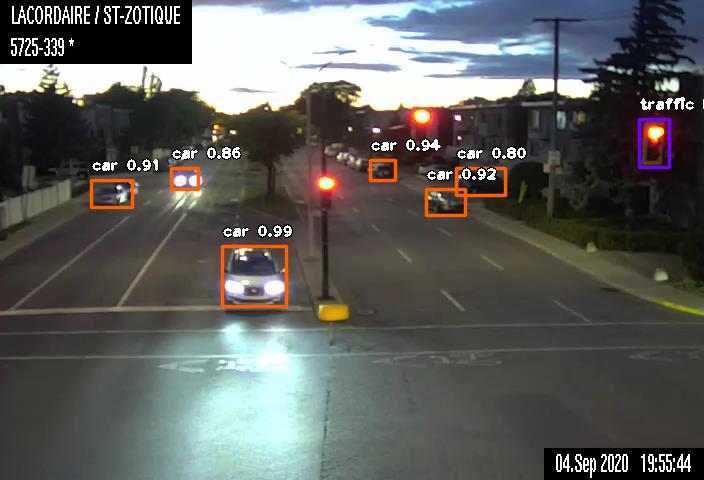 LACORDAIRE / ST-ZOTIQUE
5725-339 *
traffic
car 0.94
car 0.86
car 0.80
car 0.91
car 0.92
car 0.99
04.Sep 2020 19:55:44